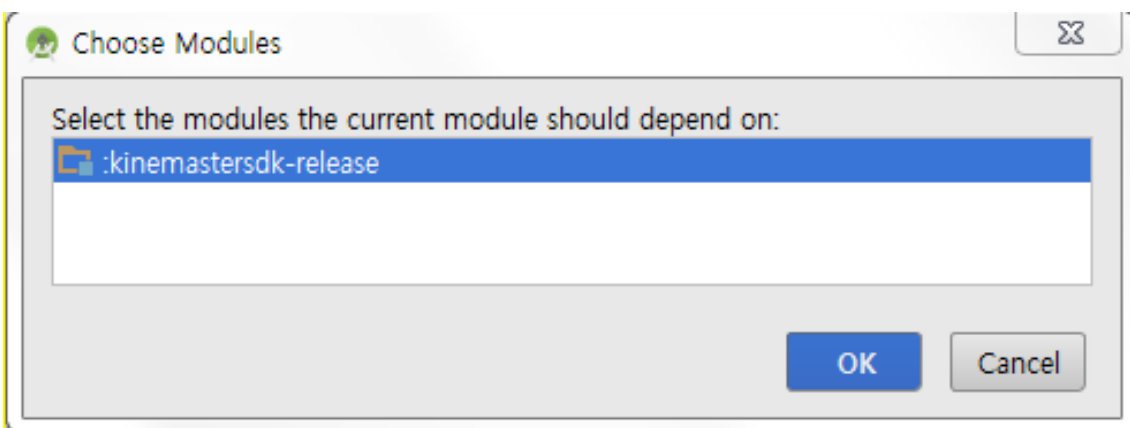 Choose Modules
Select the modules the current module should depend on:
:kinemastersdk-release
OK
Cancel